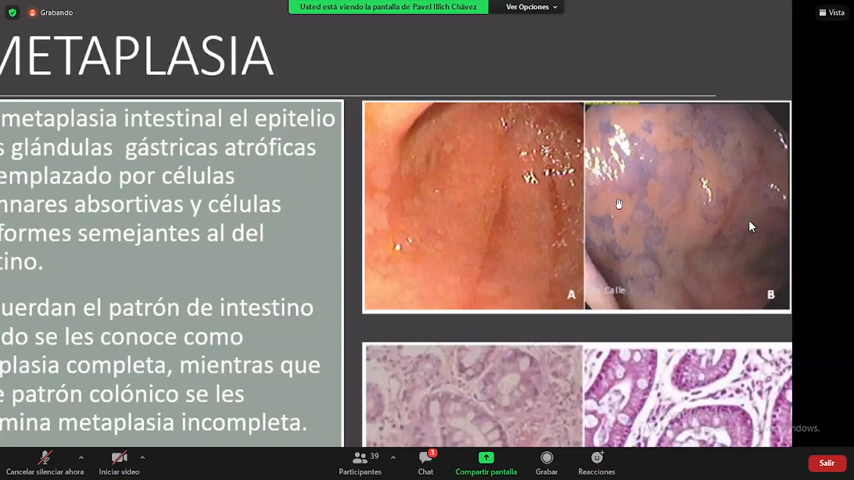 Grabando
Usted está viendo la pantalla de Pavel Illich Chávez
Ver Opciones
Vista
METAPLASIA
metaplasia intestinal el epitelio
s glándulas gástricas atróficas
emplazado por células
mnares absortivas y células
formes semejantes al del
tino.
uerdan el patrón de intestino
do se les conoce como
plasia completa, mientras que
e patrón colónico se les
mina metaplasia incompleta.
A
Calle
B
ndows.
Cancelar silenciar ahora
Iniciar video
39
Participantes
3
Chat
Compartir pantalla
Grabar
Reacciones
Salir